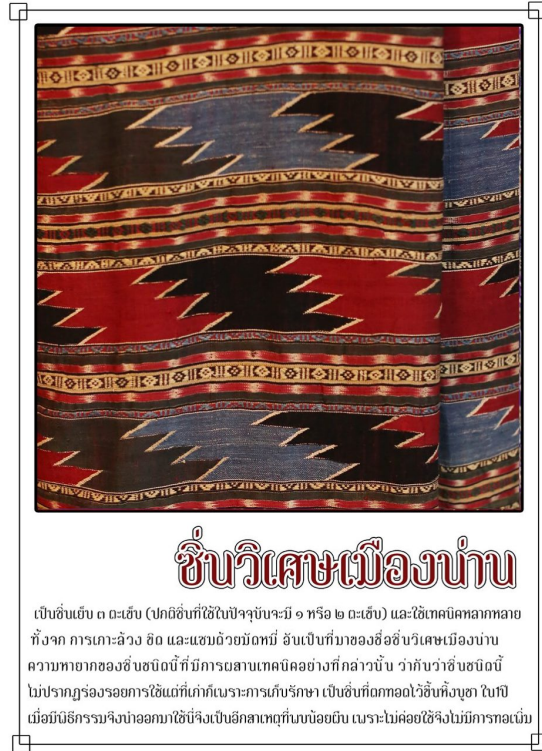 ซิ่นวิเศษเมืองน่าน
เป็นซิ่นเย็บ ๓ ตะเข็บ (ปกติซิ่นที่ใช้ในปัจจุบันจะมี ๑ หรือ ๒ ตะเข็บ) และใช้เทคนิคหลากหลาย
ทั้งจก การเกาะล้วง ขิด และแซมด้วยมัดหมี่ อันเป็นที่มาของชื่อซิ่นวิเศษเมืองน่าน
ความหายากของซิ่นชนิดนี้ที่มีการผสานเทคนิคอย่างที่กล่าวนั้น ว่ากันว่าซิ่นชนิดนี้
ไม่ปรากฏร่องรอยการใช้แต่ที่เก่าก็เพราะการเก็บรักษา เป็นซิ่นที่ตกทอดไว้ขึ้นหิ้งบูชา ใน1ปี
เมื่อมีพิธีกรรมจึงนำออกมาใช้นี่จึงเป็นอีกสาเหตุที่พบน้อยผืน เพราะไม่ค่อยใช้จึงไม่มีการทอเพิ่ม